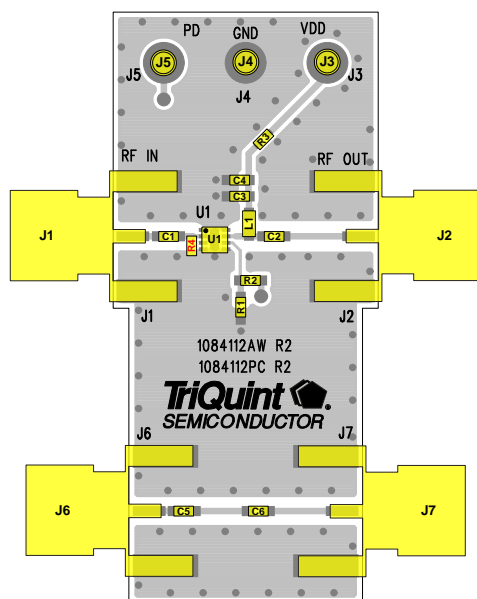 PD
GND
VDD
J5
J4
J3
J5
J4
J3
R3
RF IN
RF OUT
C4
C3
U1
L1
J1
C1
R4
U1
C2
J2
R2
R1
J1
J2
1084112AW R2
1084112PC R2
TriQuint
SEMICONDUCTOR
J6
J7
J6
C5
C6
J7